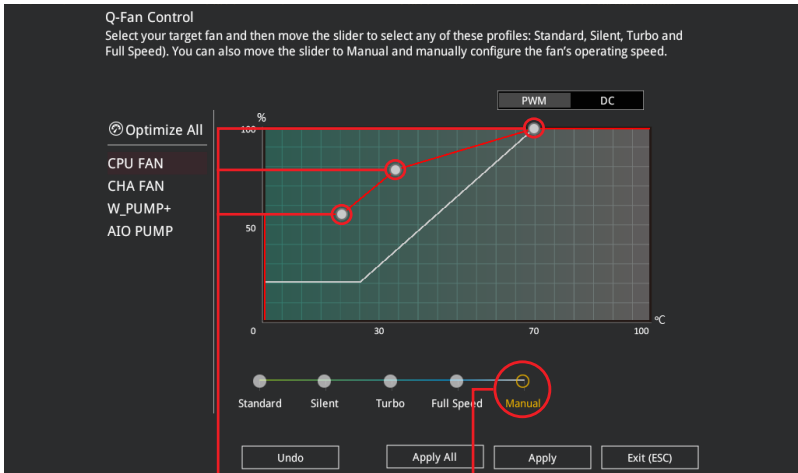 Q-Fan Control
Select your target fan and then move the slider to select any of these profiles: Standard, Silent, Turbo and
Full Speed). You can also move the slider to Manual and manually configure the fan's operating speed.
PWM DC
%
Optimize All
100
CPU FAN
CHA FAN
W_PUMP+
AIO PUMP
50
°C
0 30 70 100
Standard Silent Turbo Full Speed Manual
Undo Apply All Apply Exit (ESC)